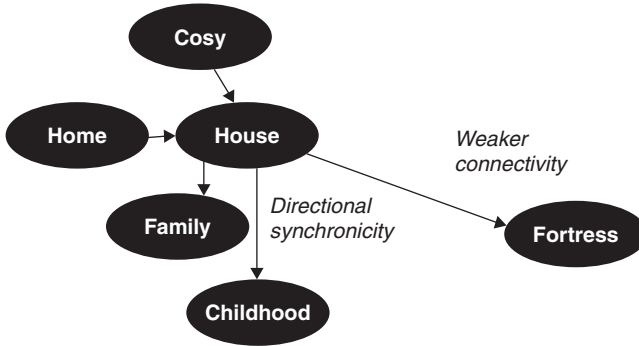 Cosy
Home
House
Weaker
connectivity
Family
Directional
synchronicity
Fortress
Childhood